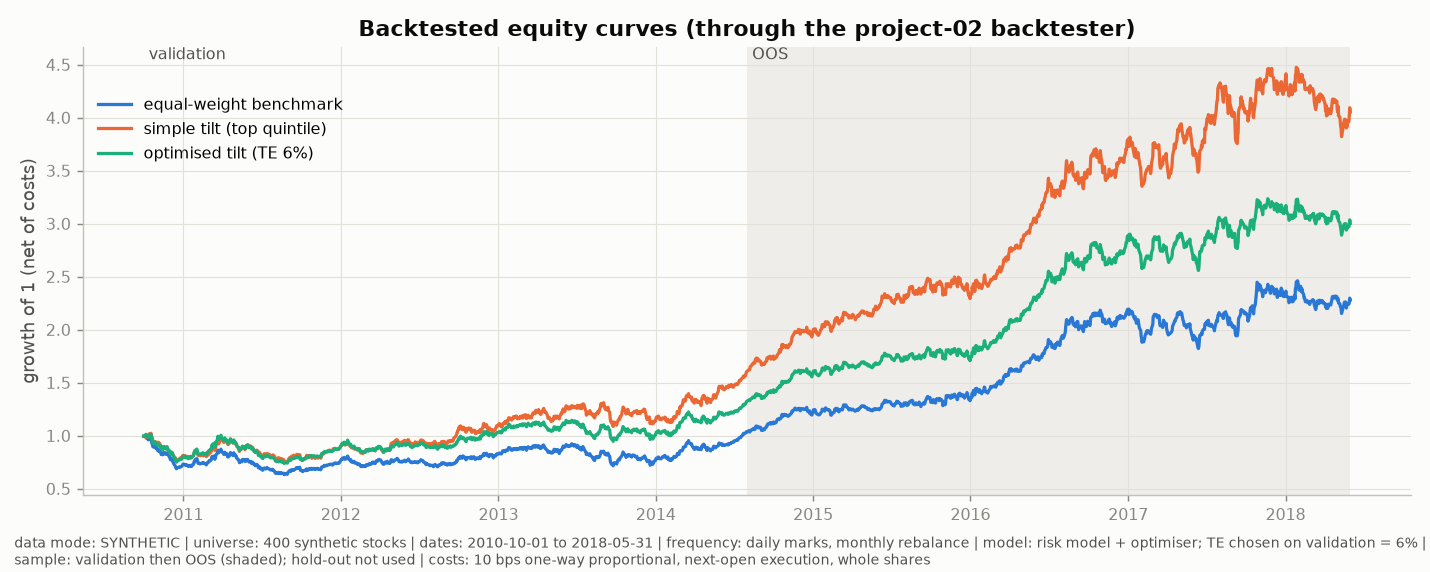 Backtested equity curves (through the project-02 backtester)
validation
OOS
equal-weight benchmark
simple tilt (top quintile)
optimised tilt (TE 6%)
growth of 1 (net of costs)
4.5
4.0
3.5
3.0
2.5
2.0
1.5
1.0
0.5
2011 2012 2013 2014 2015 2016 2017 2018
data mode: SYNTHETIC | universe: 400 synthetic stocks | dates: 2010-10-01 to 2018-05-31 | frequency: daily marks, monthly rebalance | model: risk model + optimiser; TE chosen on validation = 6% |
sample: validation then OOS (shaded); hold-out not used | costs: 10 bps one-way proportional, next-open execution, whole shares